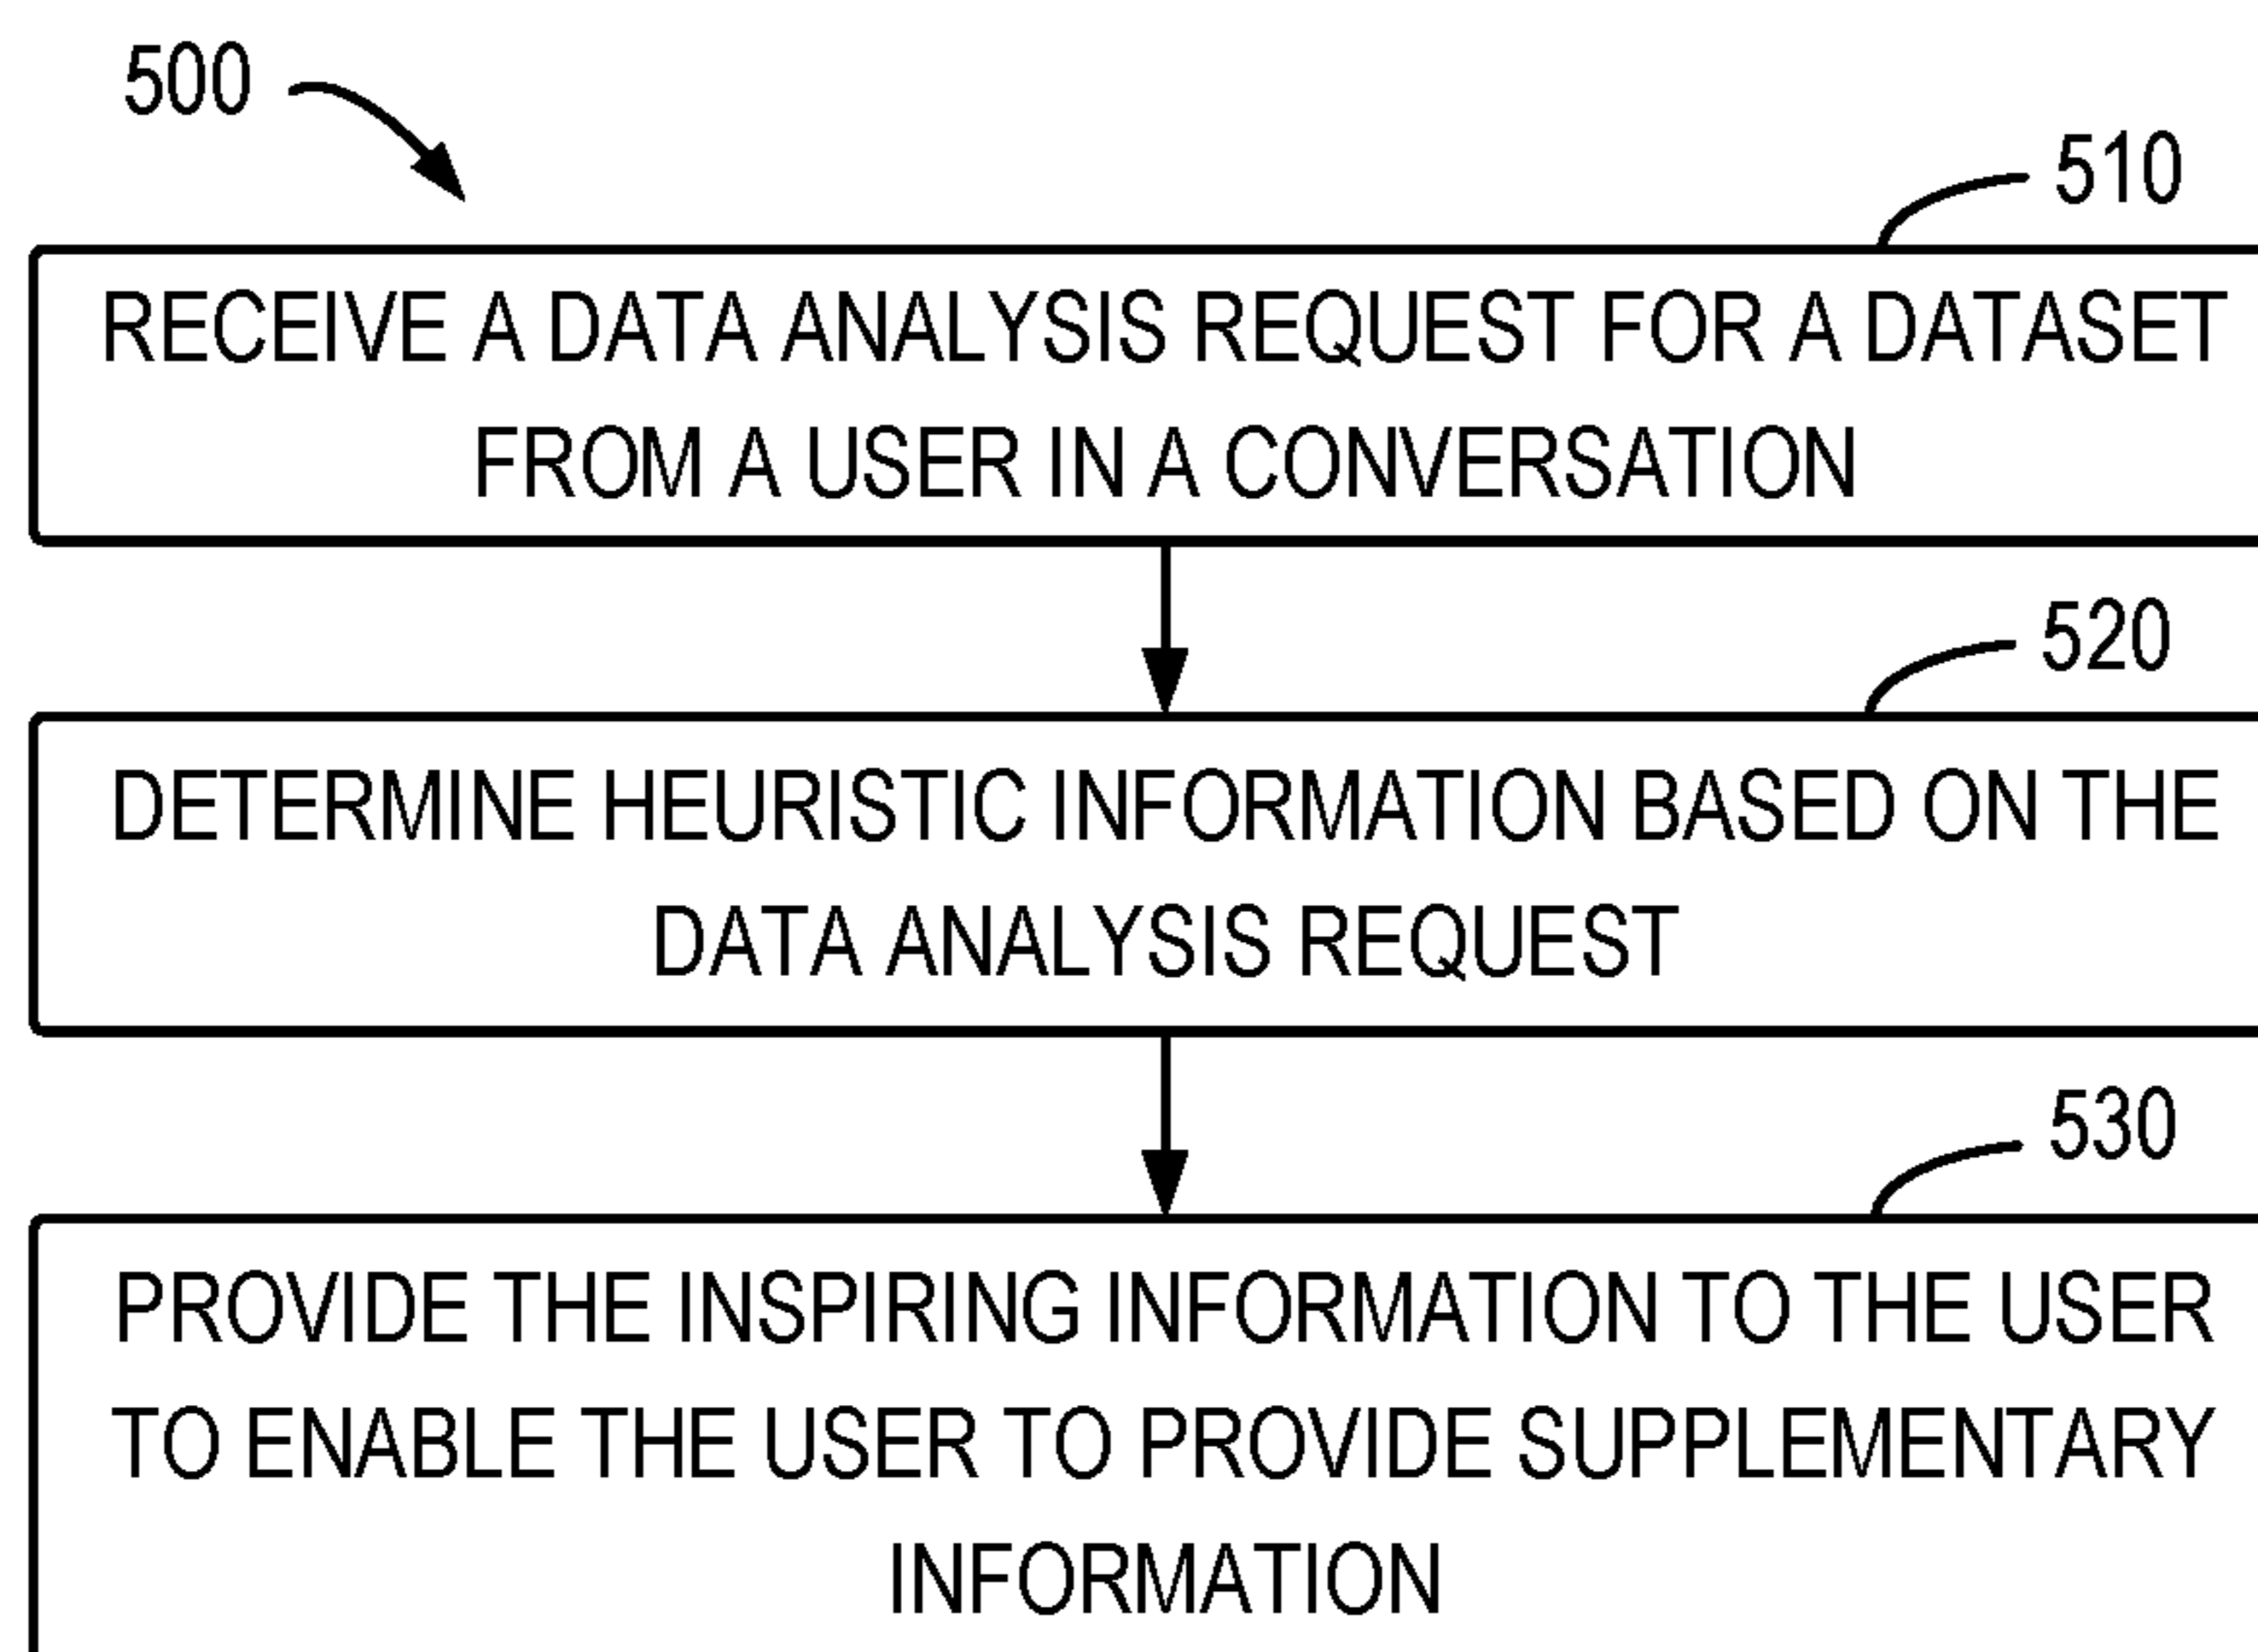 500
510
RECEIVE A DATA ANALYSIS REQUEST FOR A DATASET
FROM A USER IN A CONVERSATION
520
DETERMINE HEURISTIC INFORMATION BASED ON THE
DATA ANALYSIS REQUEST
530
PROVIDE THE INSPIRING INFORMATION TO THE USER
TO ENABLE THE USER TO PROVIDE SUPPLEMENTARY
INFORMATION